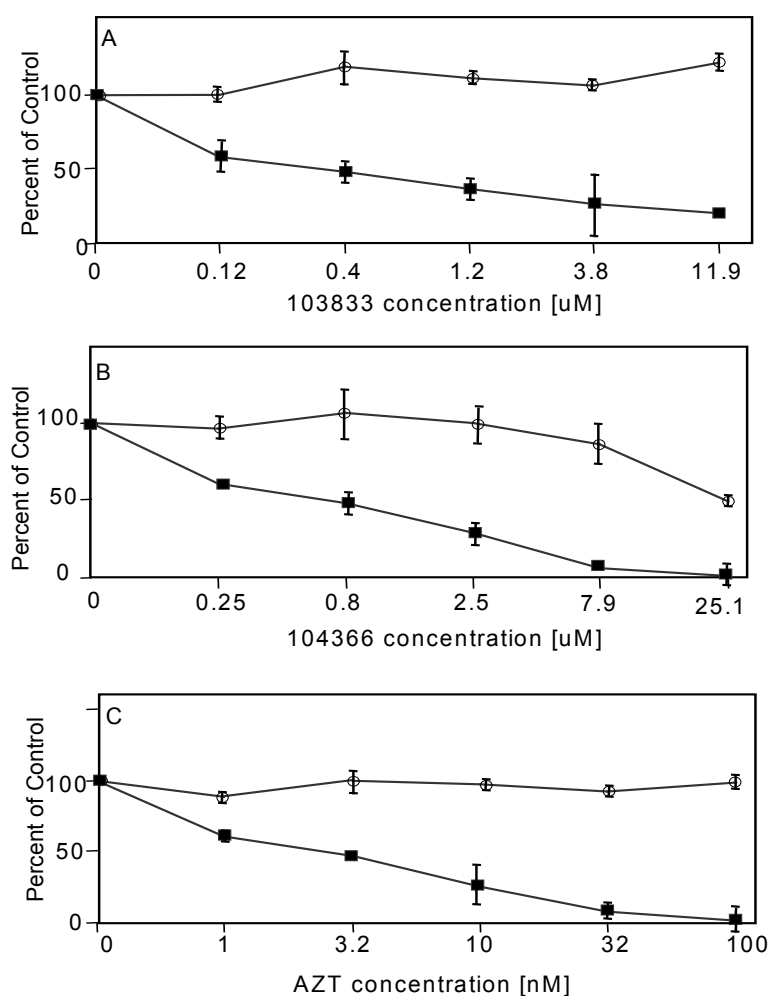 A
Percent of Control
100
50
0
0 0.12 0.4 1.2 3.8 11.9
103833 concentration [uM]
B
Percent of Control
100
50
0
0 0.25 0.8 2.5 7.9 25.1
104366 concentration [uM]
C
Percent of Control
100
50
0
0 1 3.2 10 32 100
AZT concentration [nM]